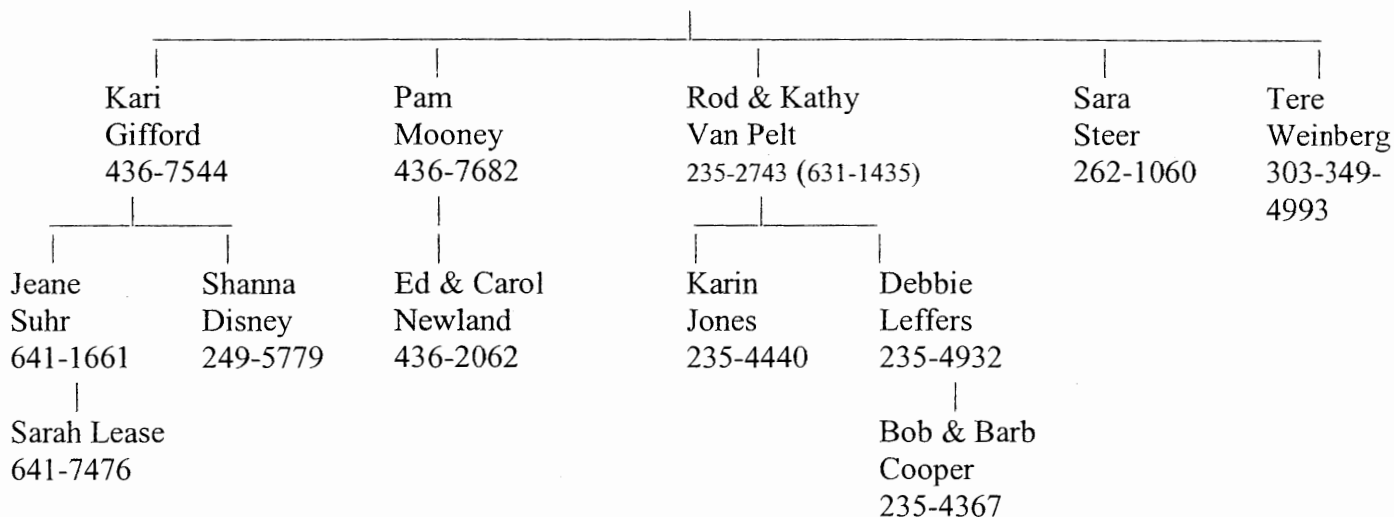 Kari
Gifford
436-7544
Pam
Mooney
436-7682
Rod & Kathy
Van Pelt
235-2743 (631-1435)
Sara
Steer
262-1060
Tere
Weinberg
303-349-
4993
Jeane
Suhr
641-1661
Shanna
Disney
249-5779
Ed & Carol
Newland
436-2062
Karin
Jones
235-4440
Debbie
Leffers
235-4932
Sarah Lease
641-7476
Bob & Barb
Cooper
235-4367